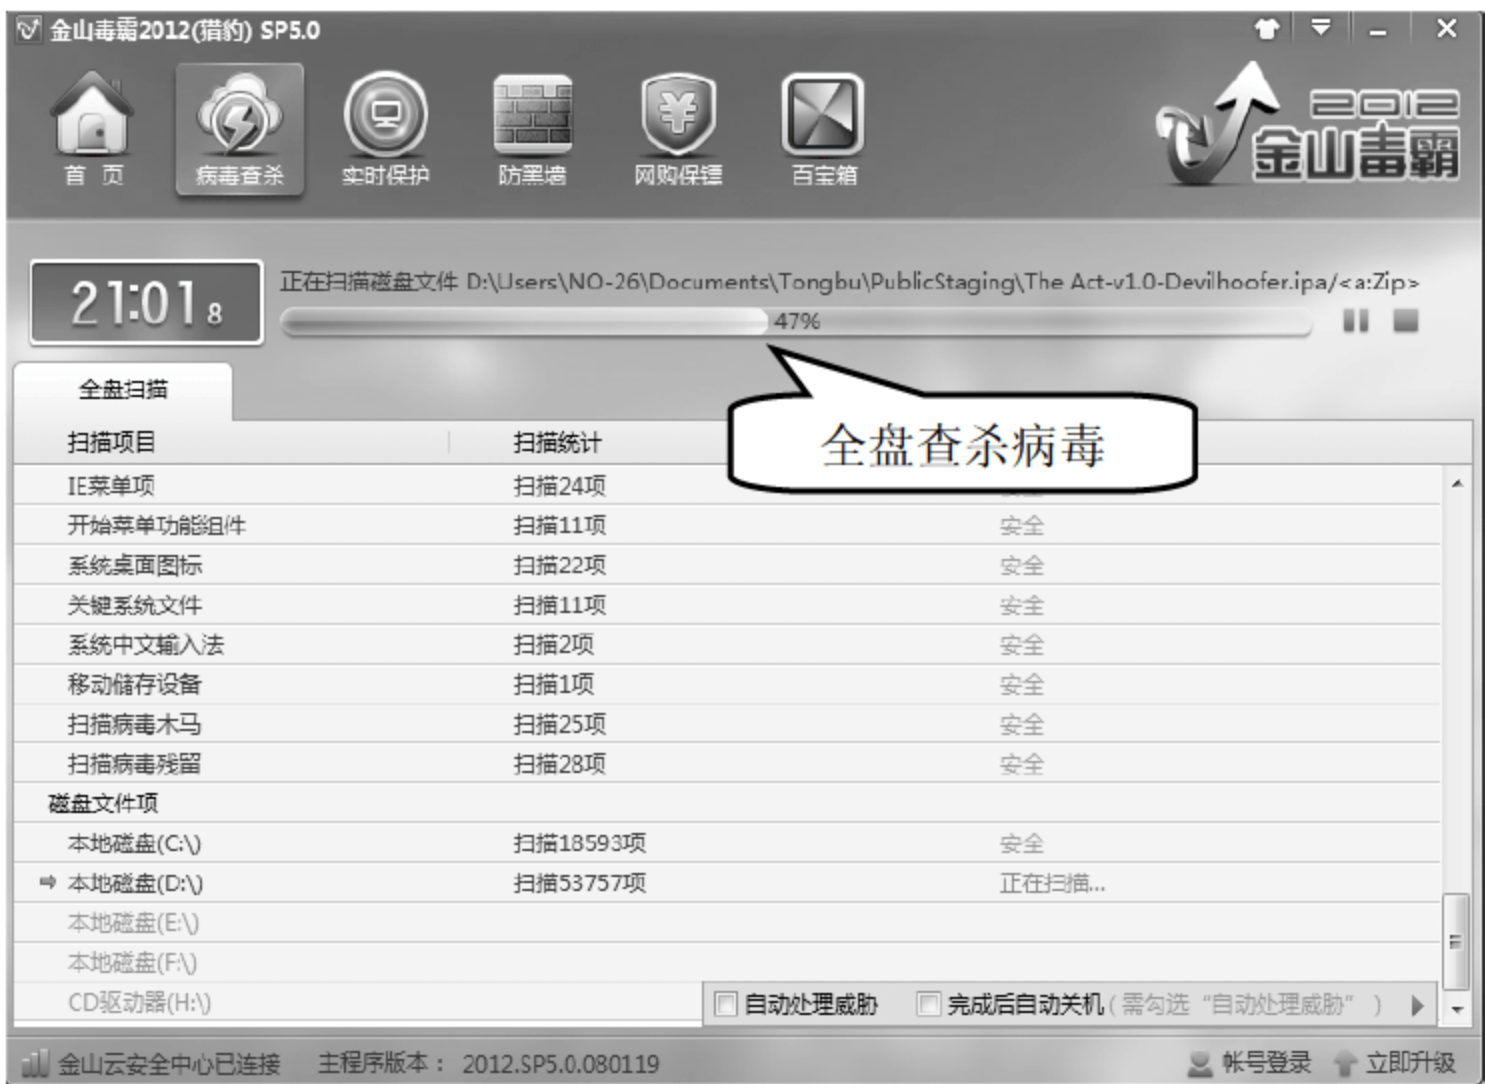 金山毒霸2012(猎豹) SP5.0
首 页 病毒查杀 实时保护 防黑墙 网购保镖 百宝箱
2012
金山毒霸
21:01 8
正在扫描磁盘文件 D:\Users\NO-26\Documents\Tongbu\PublicStaging\The Act-v1.0-Devilhoofer.ipa/<a:Zip>
47%
全盘扫描
全盘查杀病毒
扫描项目 扫描统计
IE菜单项 扫描24项
开始菜单功能组件 扫描11项 安全
系统桌面图标 扫描22项 安全
关键系统文件 扫描11项 安全
系统中文输入法 扫描2项 安全
移动储存设备 扫描1项 安全
扫描病毒木马 扫描25项 安全
扫描病毒残留 扫描28项 安全
磁盘文件项
本地磁盘(C:\) 扫描18593项 安全
本地磁盘(D:\) 扫描53757项 正在扫描...
本地磁盘(E:\)
本地磁盘(F:\)
CD驱动器(H:\)
自动处理威胁 完成后自动关机(需勾选“自动处理威胁”)
金山云安全中心已连接 主程序版本：2012.SP5.0.080119 帐号登录 立即升级